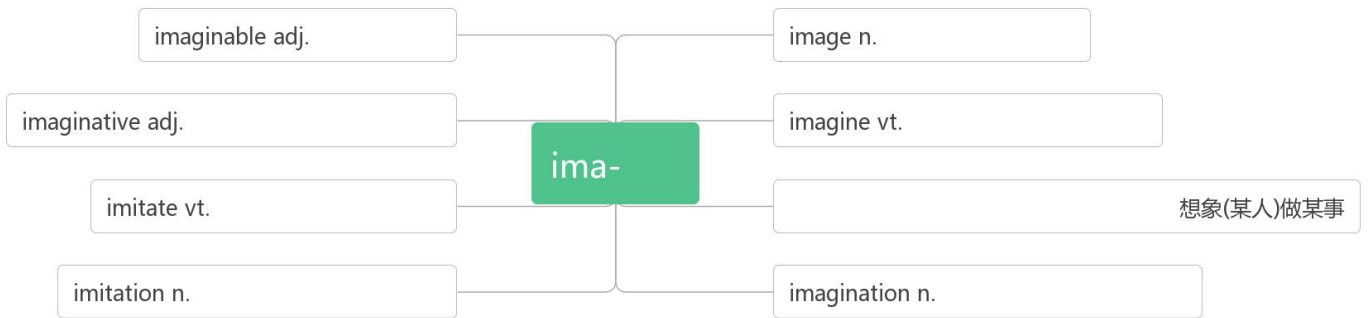 imaginable adj.
image n.
imaginative adj.
imagine vt.
ima-
imitate vt.
想象(某人)做某事
imitation n.
imagination n.